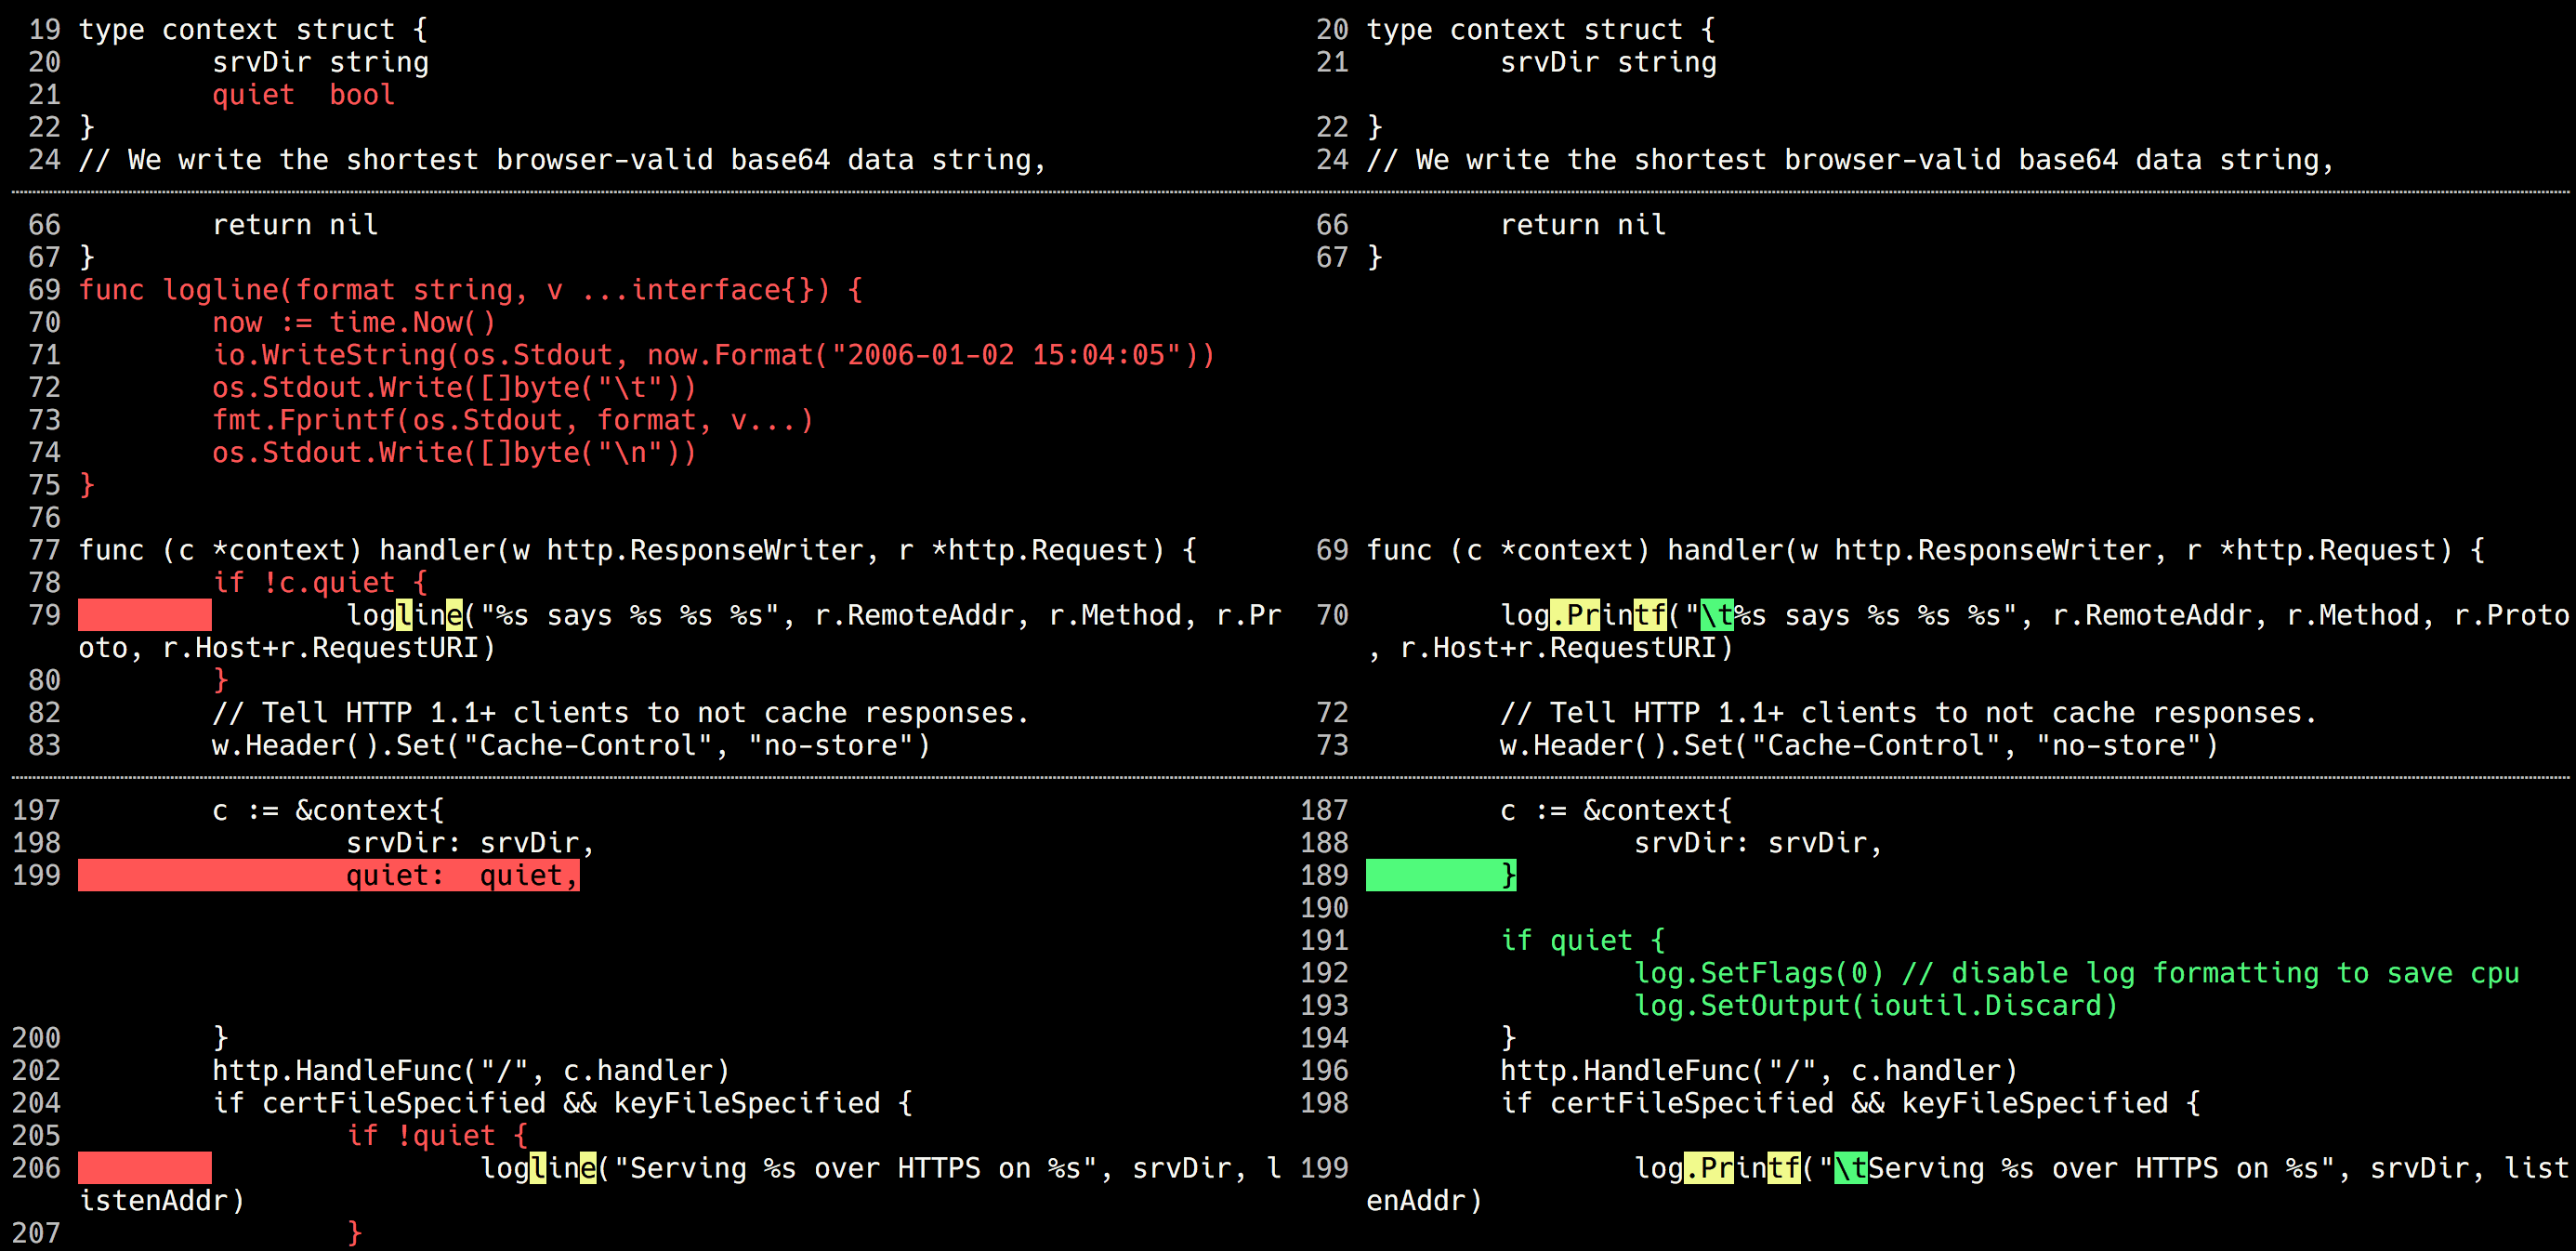 19 type context struct {
20         srvDir string
21         quiet  bool
22 }
24 // We write the shortest browser-valid base64 data string,
66         return nil
67 }
69 func logline(format string, v ...interface{}) {
70         now := time.Now()
71         io.WriteString(os.Stdout, now.Format("2006-01-02 15:04:05"))
72         os.Stdout.Write([]byte("\t"))
73         fmt.Fprintf(os.Stdout, format, v...)
74         os.Stdout.Write([]byte("\n"))
75 }
76
77 func (c *context) handler(w http.ResponseWriter, r *http.Request) {
78         if !c.quiet {
79                 logline("%s says %s %s %s", r.RemoteAddr, r.Method, r.Pr
oto, r.Host+r.RequestURI)
80         }
82         // Tell HTTP 1.1+ clients to not cache responses.
83         w.Header().Set("Cache-Control", "no-store")
197         c := &context{
198                 srvDir: srvDir,
199                 quiet:  quiet,
200         }
202         http.HandleFunc("/", c.handler)
204         if certFileSpecified && keyFileSpecified {
205                 if !quiet {
206                         logline("Serving %s over HTTPS on %s", srvDir, l
istenAddr)
207                 }
20 type context struct {
21         srvDir string
22 }
24 // We write the shortest browser-valid base64 data string,
66         return nil
67 }
69 func (c *context) handler(w http.ResponseWriter, r *http.Request) {
70         log.Printf("\t%s says %s %s %s", r.RemoteAddr, r.Method, r.Proto
, r.Host+r.RequestURI)
72         // Tell HTTP 1.1+ clients to not cache responses.
73         w.Header().Set("Cache-Control", "no-store")
187         c := &context{
188                 srvDir: srvDir,
189         }
190
191         if quiet {
192                 log.SetFlags(0) // disable log formatting to save cpu
193                 log.SetOutput(ioutil.Discard)
194         }
196         http.HandleFunc("/", c.handler)
198         if certFileSpecified && keyFileSpecified {
199                 log.Printf("\tServing %s over HTTPS on %s", srvDir, list
enAddr)